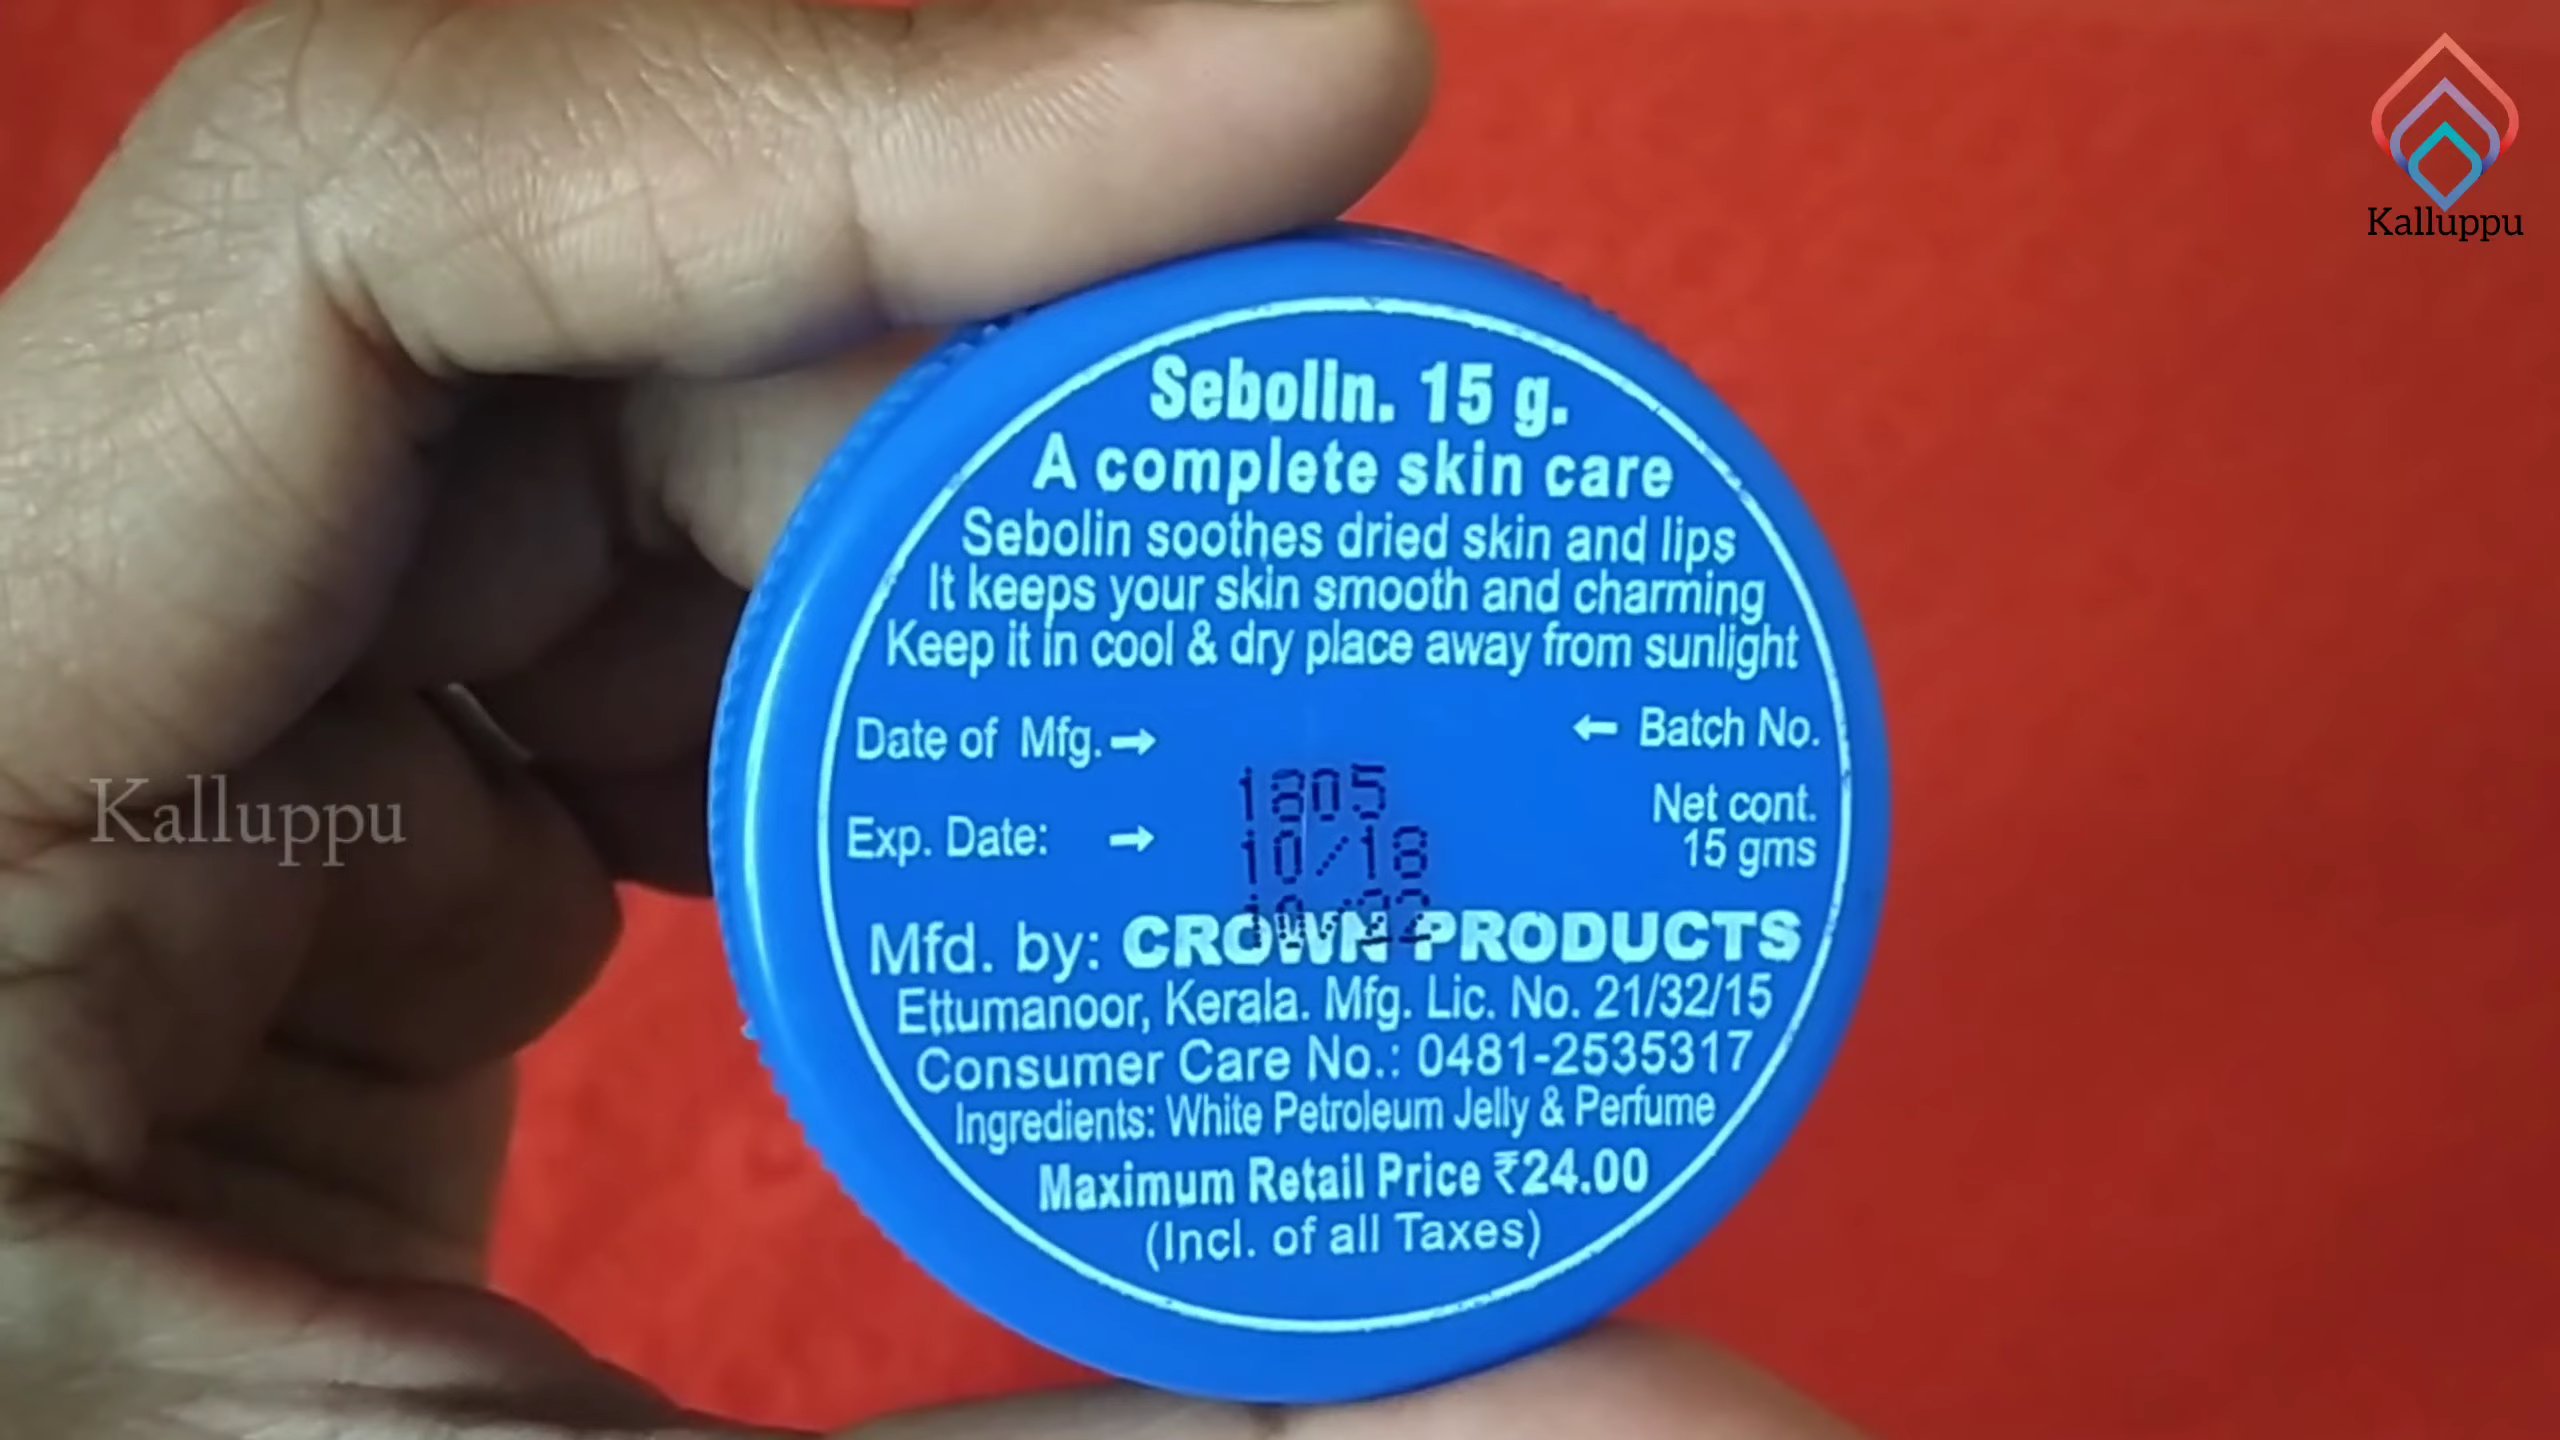 Kalluppu
Sebolin. 15 g.
A complete skin care
Sebolin soothes dried skin and lips
It keeps your skin smooth and charming
Keep it in cool & dry place away from sunlight
Date of Mfg.→
← Batch No.
1805
Net cont.
15 gms
Exp. Date: →
10/18
10/22
Mfd. by: CROWN PRODUCTS
Ettumanoor, Kerala. Mfg. Lic. No. 21/32/15
Consumer Care No.: 0481-2535317
Ingredients: White Petroleum Jelly & Perfume
Maximum Retail Price ₹24.00
(Incl. of all Taxes)
Kalluppu